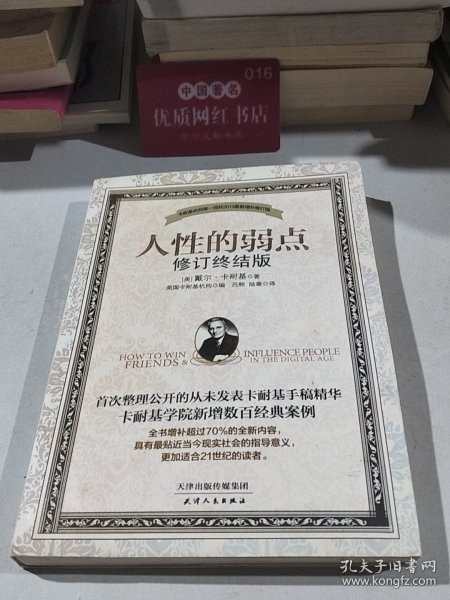 016
中国著名
优质网红书店
人性的弱点
修订终结版
[美] 戴尔·卡耐基◎著
美国卡耐基机构◎编 吕韩 陆章◎译
HOW TO WIN
FRIENDS &
INFLUENCE PEOPLE
IN THE DIGITAL AGE
首次整理公开的从未发表卡耐基手稿精华
卡耐基学院新增数百经典案例
全书增补超过70%的全新内容,
具有最贴近当今现实社会的指导意义,
更加适合21世纪的读者。
天津出版传媒集团
天津人民出版社
孔夫子旧书网
www.kongfz.com